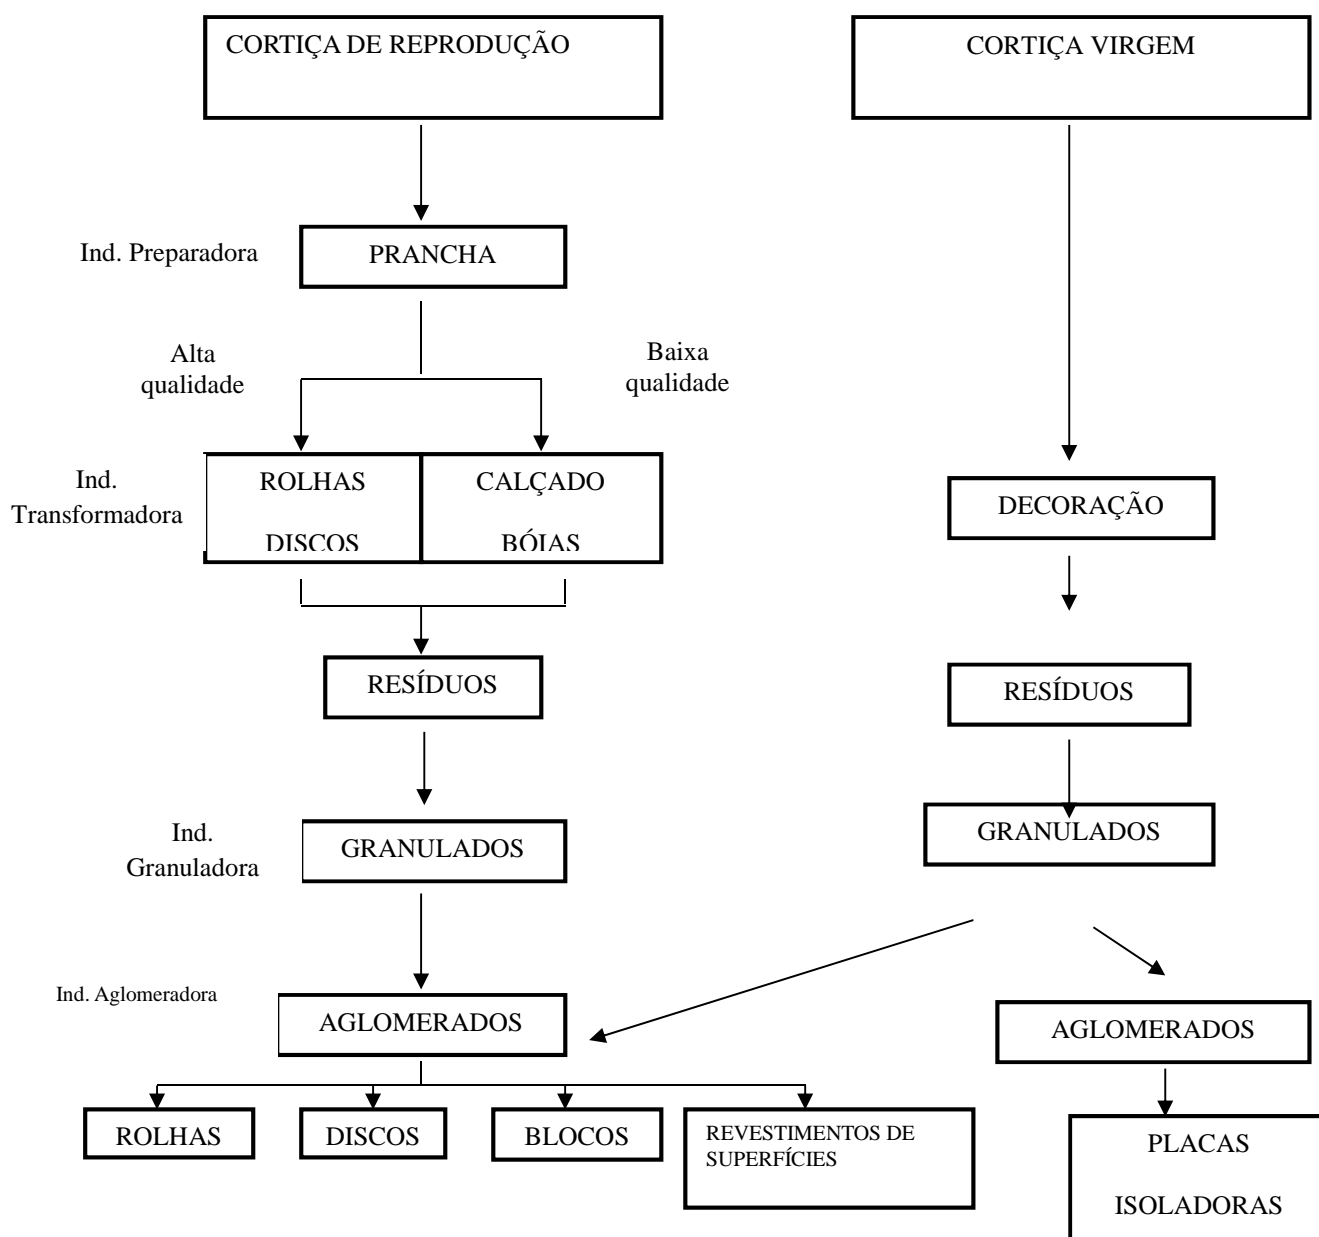 CORTIÇA DE REPRODUÇÃO
CORTIÇA VIRGEM
Ind. Preparadora
PRANCHA
Alta
qualidade
Baixa
qualidade
Ind.
Transformadora
ROLHAS
DISCOS
CALÇADO
BÓIAS
DECORAÇÃO
RESÍDUOS
RESÍDUOS
Ind.
Granuladora
GRANULADOS
GRANULADOS
Ind. Aglomeradora
AGLOMERADOS
AGLOMERADOS
ROLHAS
DISCOS
BLOCOS
REVESTIMENTOS DE
SUPERFÍCIES
PLACAS
ISOLADORAS